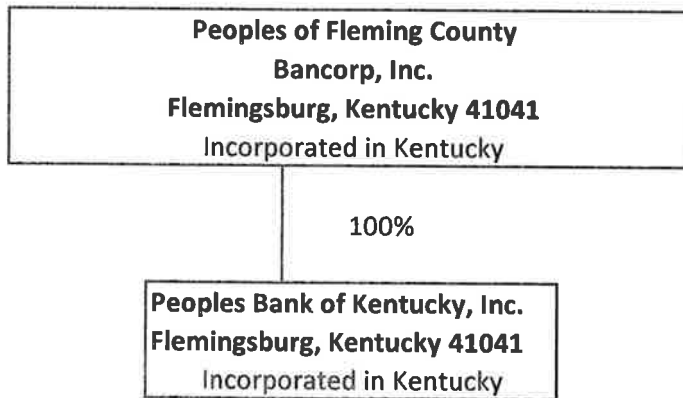 Peoples of Fleming County
Bancorp, Inc.
Flemingsburg, Kentucky 41041
Incorporated in Kentucky
100%
Peoples Bank of Kentucky, Inc.
Flemingsburg, Kentucky 41041
Incorporated in Kentucky